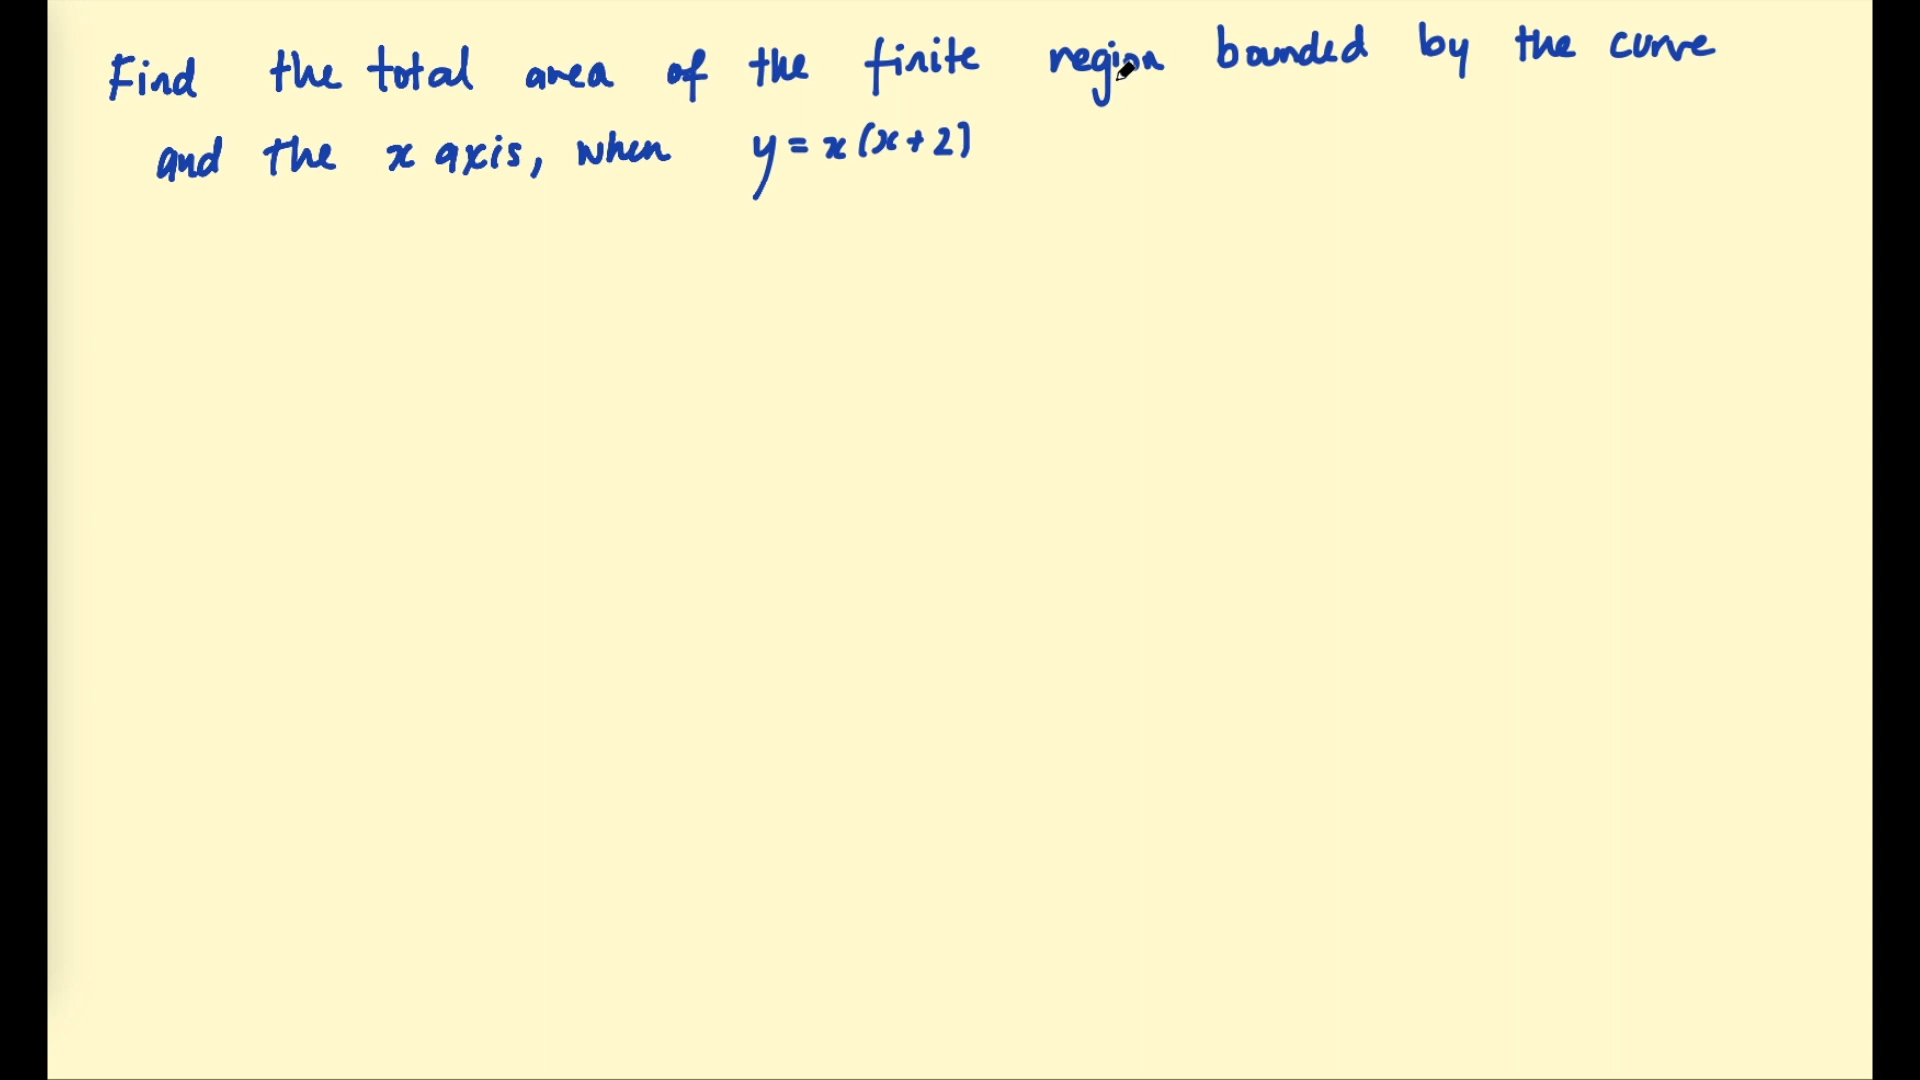 Find the total area of the finite region bounded by the curve
and the x axis, when y = x (x + 2)